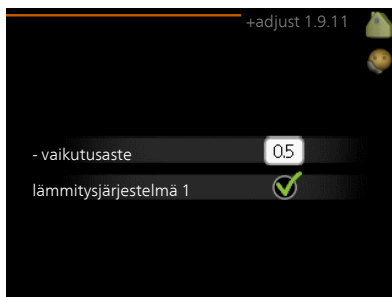 +adjust 1.9.11
- vaikutusaste 0.5
lämmitysjärjestelmä 1